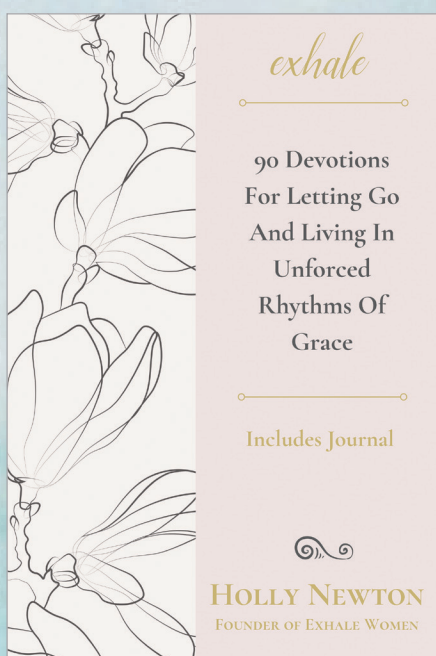 exhale
90 Devotions
For Letting Go
And Living In
Unforced
Rhythms Of
Grace
Includes Journal
Holly Newton
Founder of Exhale Women